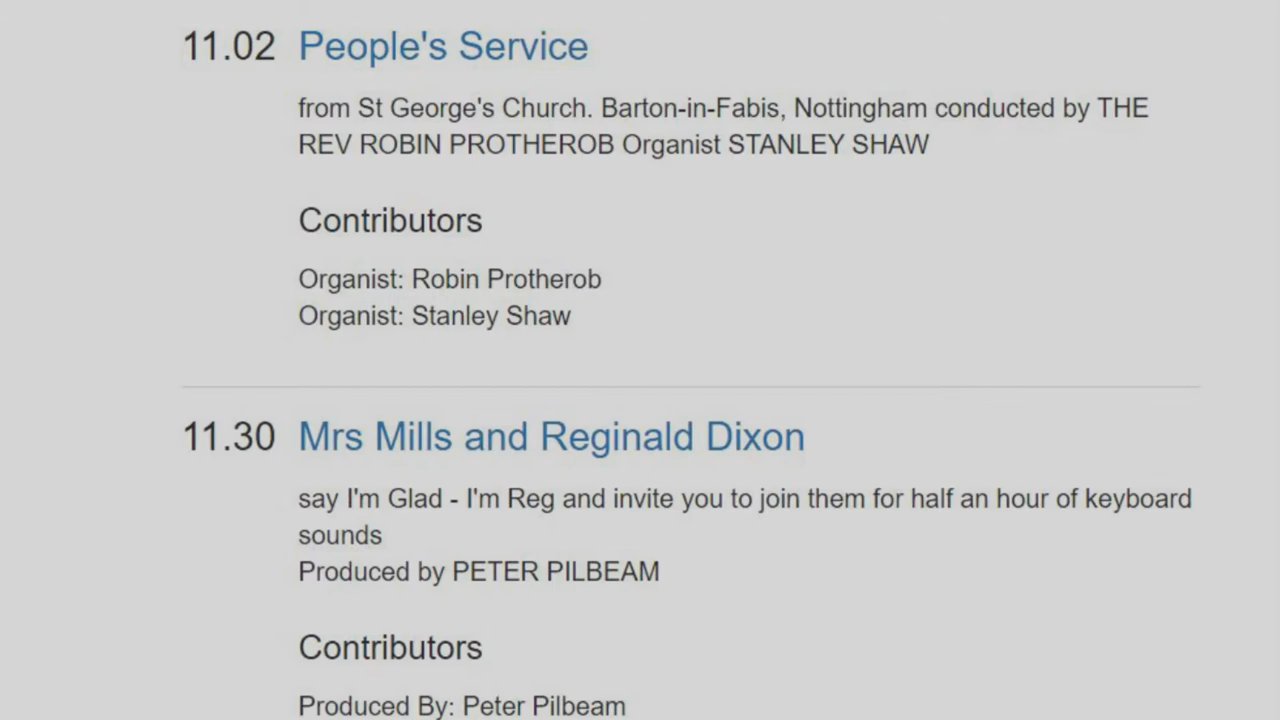 11.02 People's Service
from St George's Church. Barton-in-Fabis, Nottingham conducted by THE
REV ROBIN PROTHEROB Organist STANLEY SHAW
Contributors
Organist: Robin Protherob
Organist: Stanley Shaw
11.30 Mrs Mills and Reginald Dixon
say I'm Glad - I'm Reg and invite you to join them for half an hour of keyboard
sounds
Produced by PETER PILBEAM
Contributors
Produced By: Peter Pilbeam